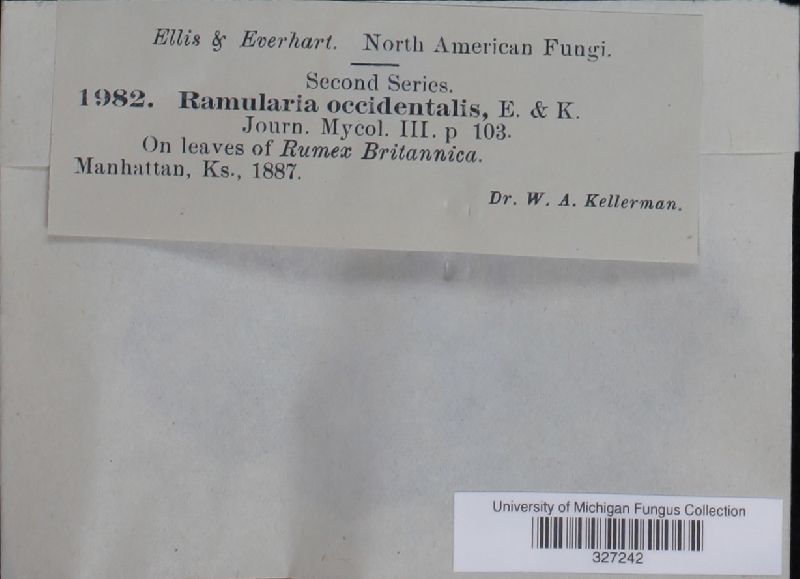 Ellis & Everhart. North American Fungi.
Second Series.
1982. Ramularia occidentalis, E. & K.
Journ. Mycol. III. p 103.
On leaves of Rumex Britannica.
Manhattan, Ks., 1887.
Dr. W. A. Kellerman.
University of Michigan Fungus Collection
327242